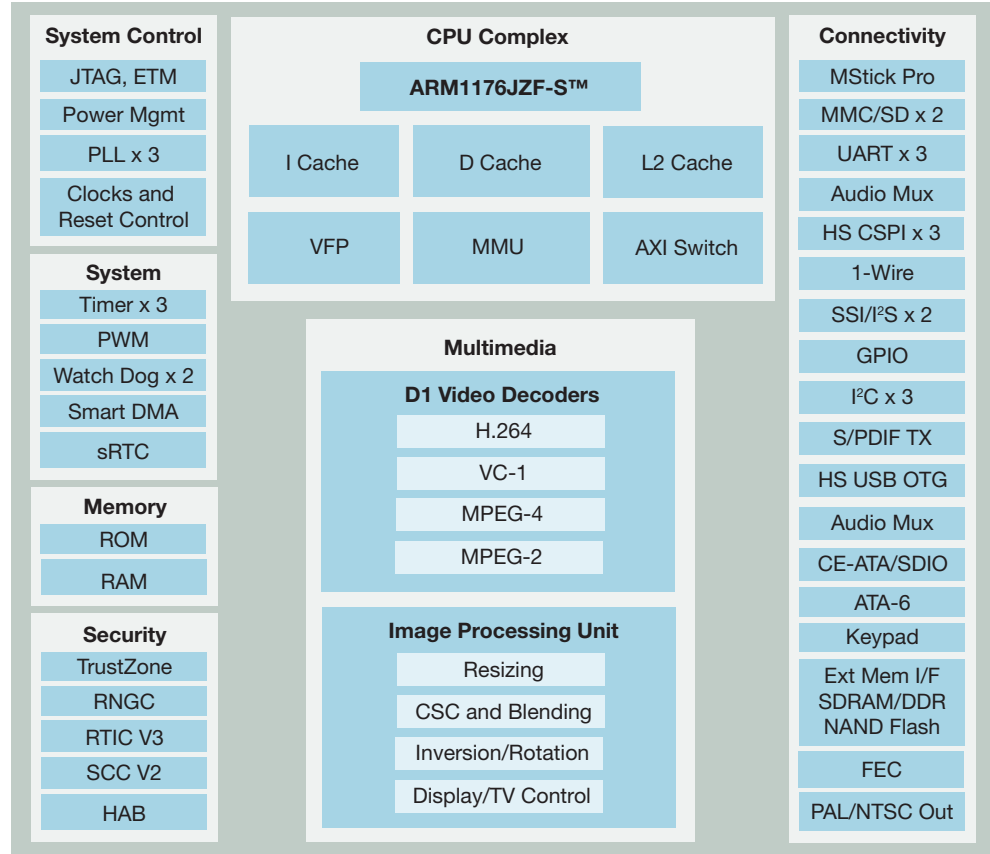 System Control
JTAG, ETM
Power Mgmt
PLL x 3
Clocks and
Reset Control
System
Timer x 3
PWM
Watch Dog x 2
Smart DMA
sRTC
Memory
ROM
RAM
Security
TrustZone
RNGC
RTIC V3
SCC V2
HAB
CPU Complex
ARM1176JZF-S™
I Cache
D Cache
L2 Cache
VFP
MMU
AXI Switch
Multimedia
D1 Video Decoders
H.264
VC-1
MPEG-4
MPEG-2
Image Processing Unit
Resizing
CSC and Blending
Inversion/Rotation
Display/TV Control
Connectivity
MStick Pro
MMC/SD x 2
UART x 3
Audio Mux
HS CSPI x 3
1-Wire
SSI/I²S x 2
GPIO
I²C x 3
S/PDIF TX
HS USB OTG
Audio Mux
CE-ATA/SDIO
ATA-6
Keypad
Ext Mem I/F
SDRAM/DDR
NAND Flash
FEC
PAL/NTSC Out